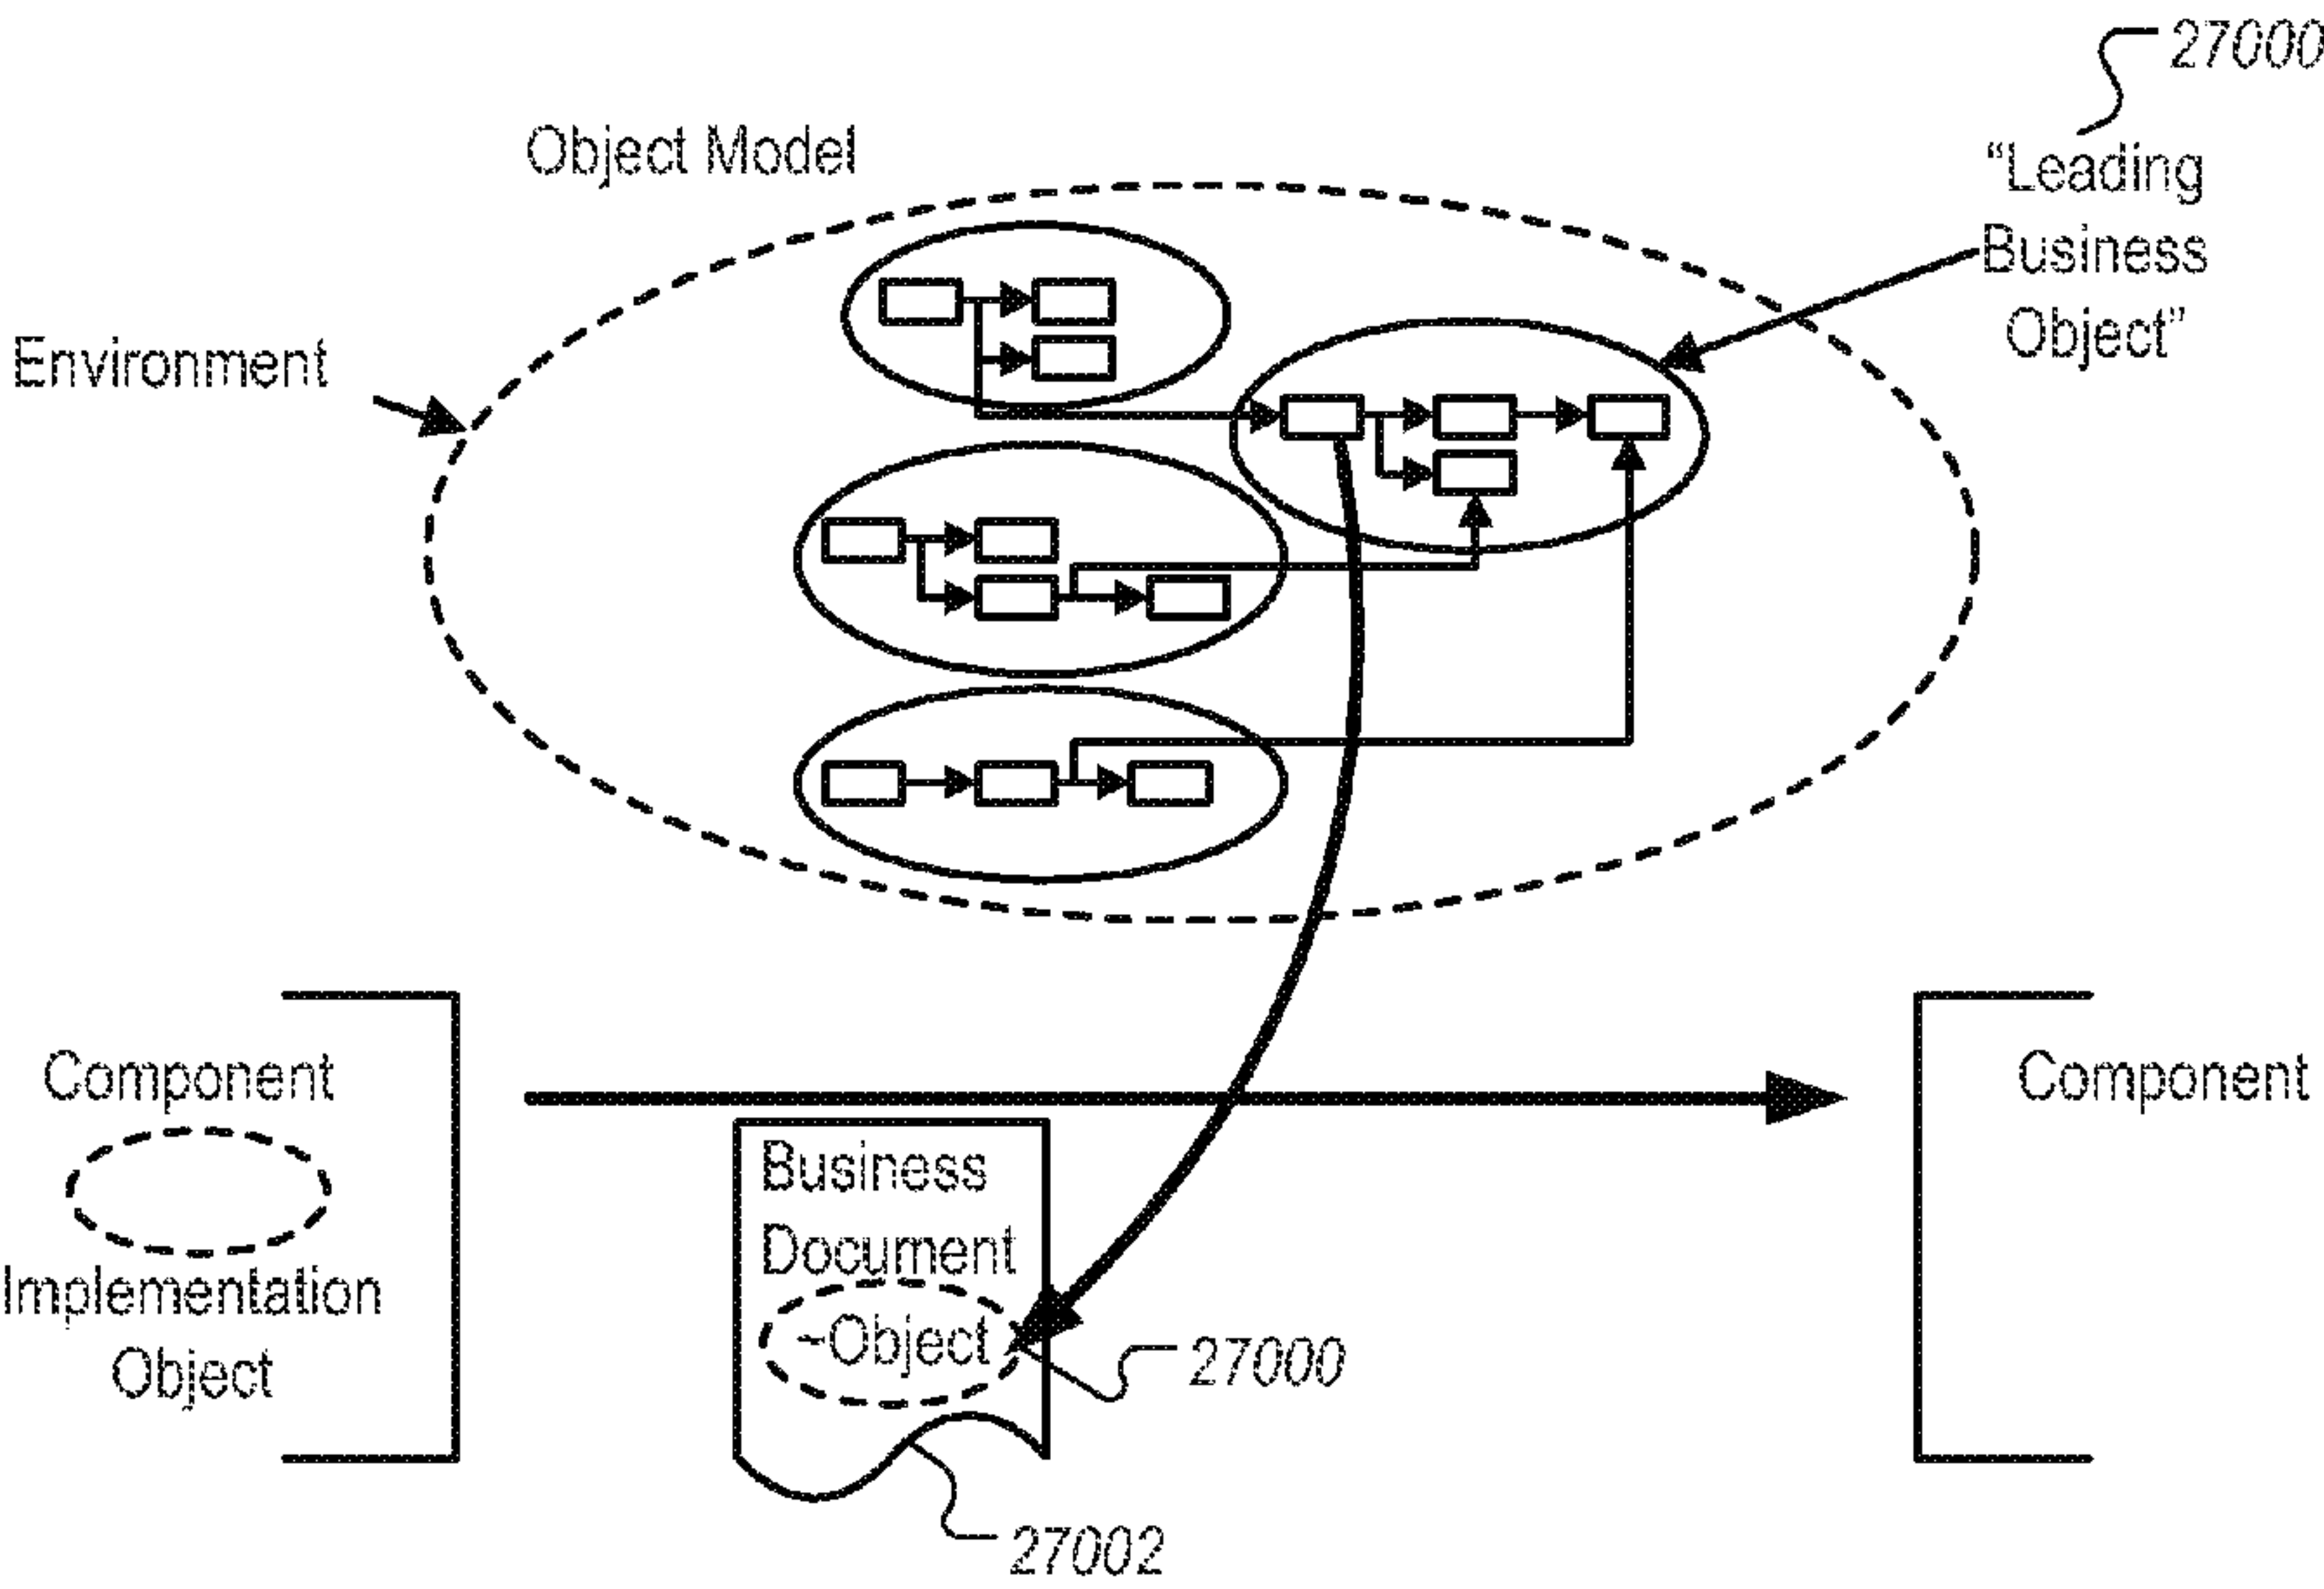 27000
Object Model
“Leading
Business
Object”
Environment
Component
Implementation
Object
Business
Document
~Object
27000
27002
Component